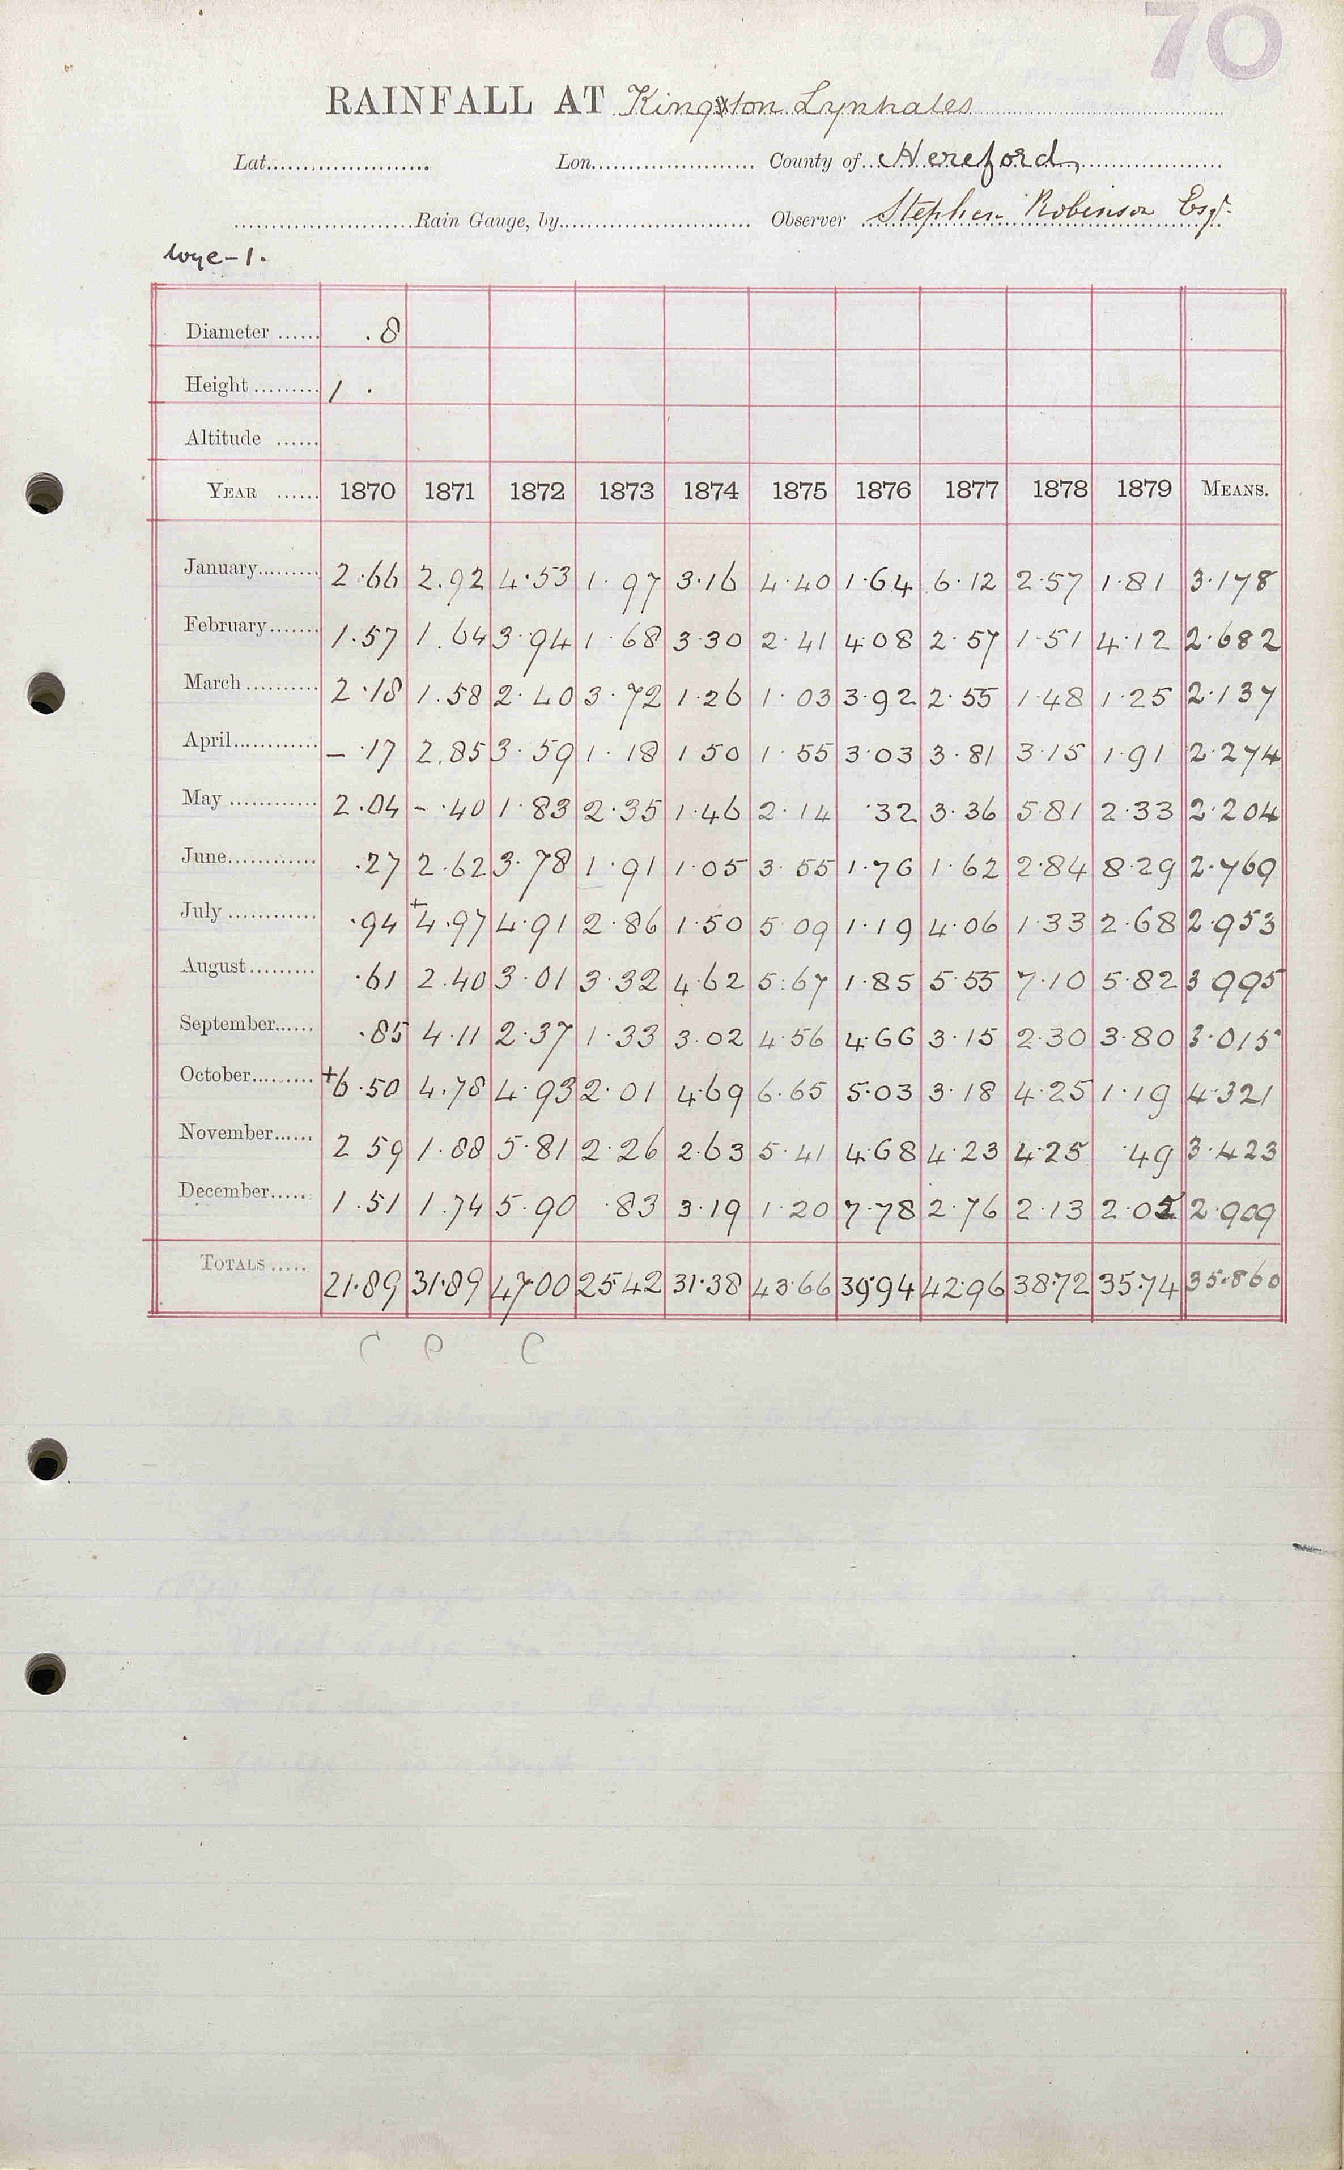 70
RAINFALL AT Kingston Lynhales
Lat...................... Lon...................... County of Hereford
.........................Rain Gauge, by.......................... Observer Stephen Robinson Esqr.
Wye-1.
Diameter ...... .8
Height ......... 1 .
Altitude ......
YEAR ...... 1870 1871 1872 1873 1874 1875 1876 1877 1878 1879 MEANS.
January......... 2.66 2.92 4.53 1.97 3.16 4.40 1.64 6.12 2.57 1.81 3.178
February....... 1.57 1.64 3.94 1.68 3.30 2.41 4.08 2.57 1.51 4.12 2.682
March .......... 2.18 1.58 2.40 3.72 1.26 1.03 3.92 2.55 1.48 1.25 2.137
April............ - .17 2.85 3.59 1.18 1.50 1.55 3.03 3.81 3.15 1.91 2.274
May ............ 2.04 - .40 1.83 2.35 1.46 2.14 .32 3.36 5.81 2.33 2.204
June............ .27 2.62 3.78 1.91 1.05 3.55 1.76 1.62 2.84 8.29 2.769
July ............ .94 +4.97 4.91 2.86 1.50 5.09 1.19 4.06 1.33 2.68 2.953
August......... .61 2.40 3.01 3.32 4.62 5.67 1.85 5.55 7.10 5.82 3.995
September...... .85 4.11 2.37 1.33 3.02 4.56 4.66 3.15 2.30 3.80 3.015
October......... +6.50 4.78 4.93 2.01 4.69 6.65 5.03 3.18 4.25 1.19 4.321
November...... 2.59 1.88 5.81 2.26 2.63 5.41 4.68 4.23 4.25 .49 3.423
December...... 1.51 1.74 5.90 .83 3.19 1.20 7.78 2.76 2.13 2.05 2.909
TOTALS ..... 21.89 31.89 47.00 25.42 31.38 43.66 39.94 42.96 38.72 35.74 35.860
C C C